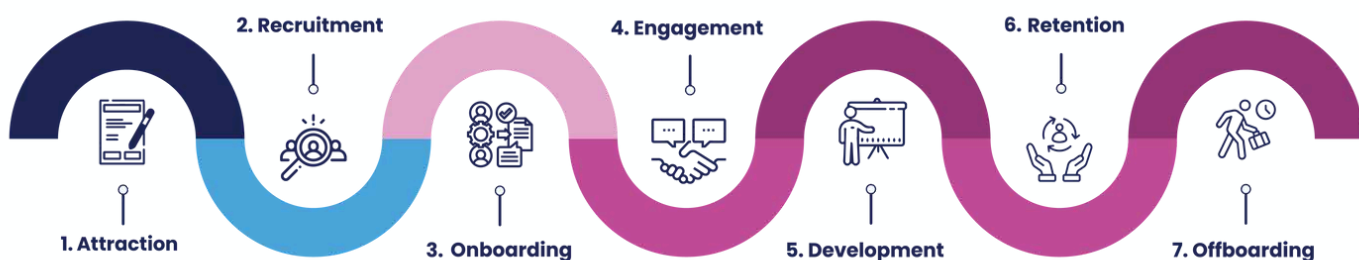 1. Attraction
2. Recruitment
3. Onboarding
4. Engagement
5. Development
6. Retention
7. Offboarding